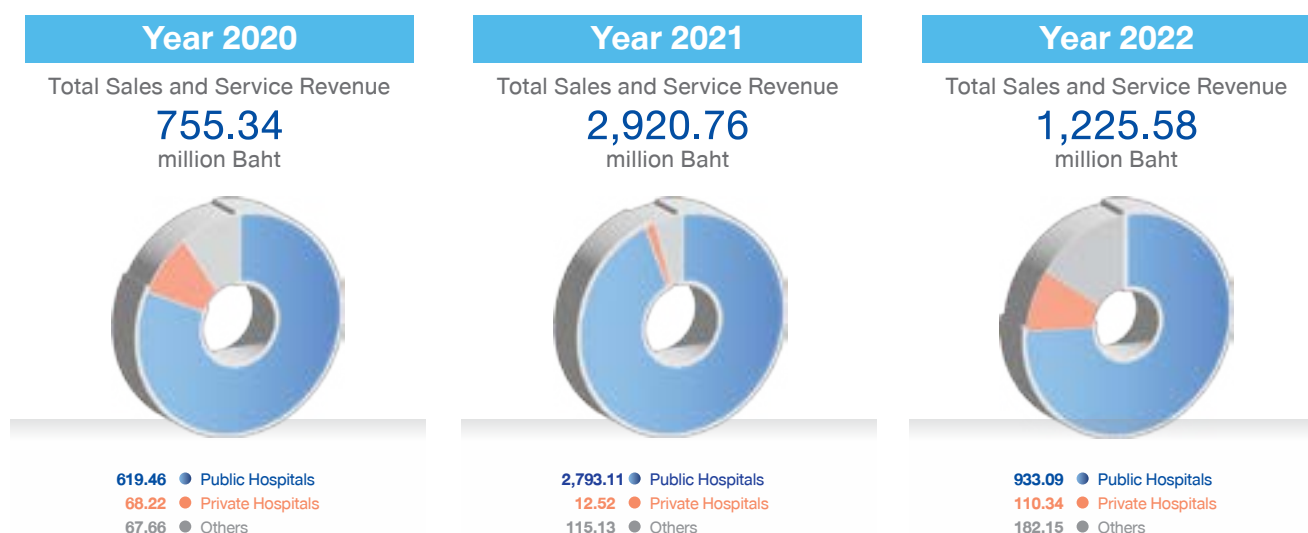 Year 2020
Total Sales and Service Revenue
755.34
million Baht
619.46 Public Hospitals
68.22 Private Hospitals
67.66 Others
Year 2021
Total Sales and Service Revenue
2,920.76
million Baht
2,793.11 Public Hospitals
12.52 Private Hospitals
115.13 Others
Year 2022
Total Sales and Service Revenue
1,225.58
million Baht
933.09 Public Hospitals
110.34 Private Hospitals
182.15 Others